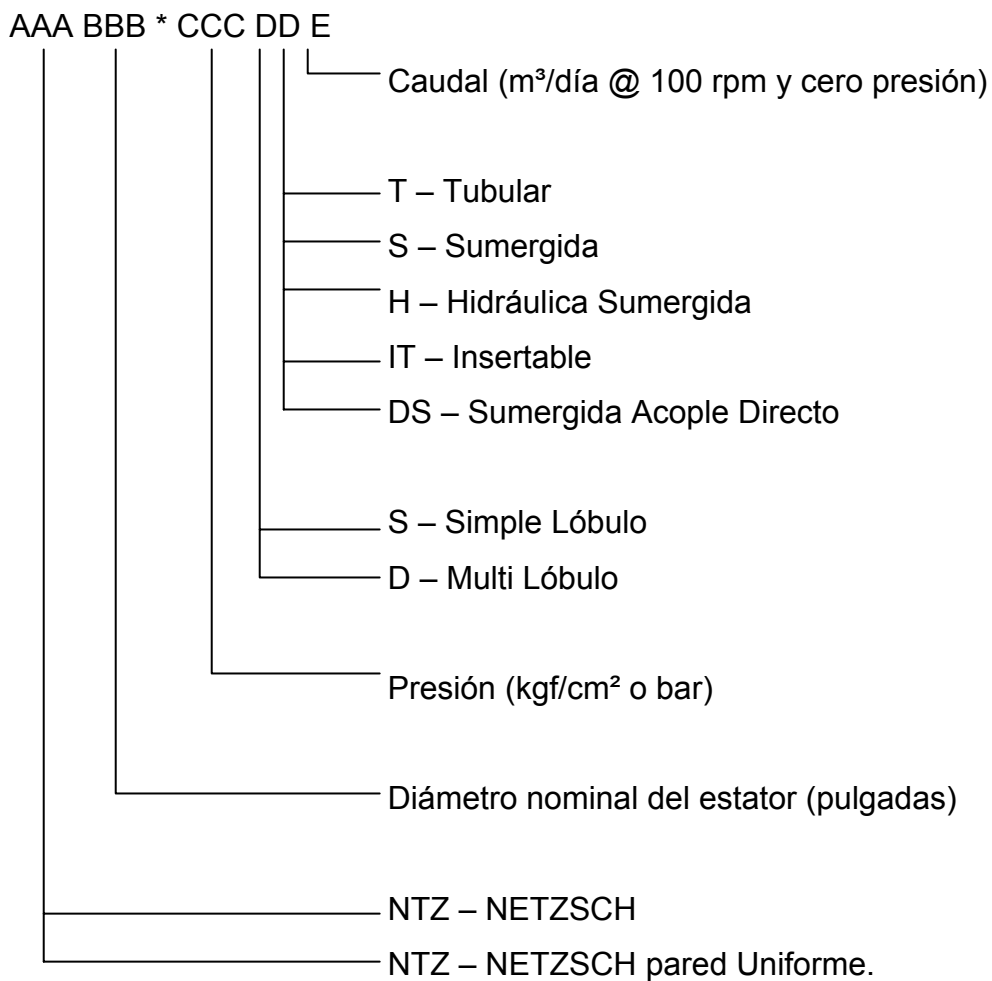 AAA BBB * CCC DD E
Caudal (m³/día @ 100 rpm y cero presión)
T – Tubular
S – Sumergida
H – Hidráulica Sumergida
IT – Insertable
DS – Sumergida Acople Directo
S – Simple Lóbulo
D – Multi Lóbulo
Presión (kgf/cm² o bar)
Diámetro nominal del estator (pulgadas)
NTZ – NETZSCH
NTZ – NETZSCH pared Uniforme.